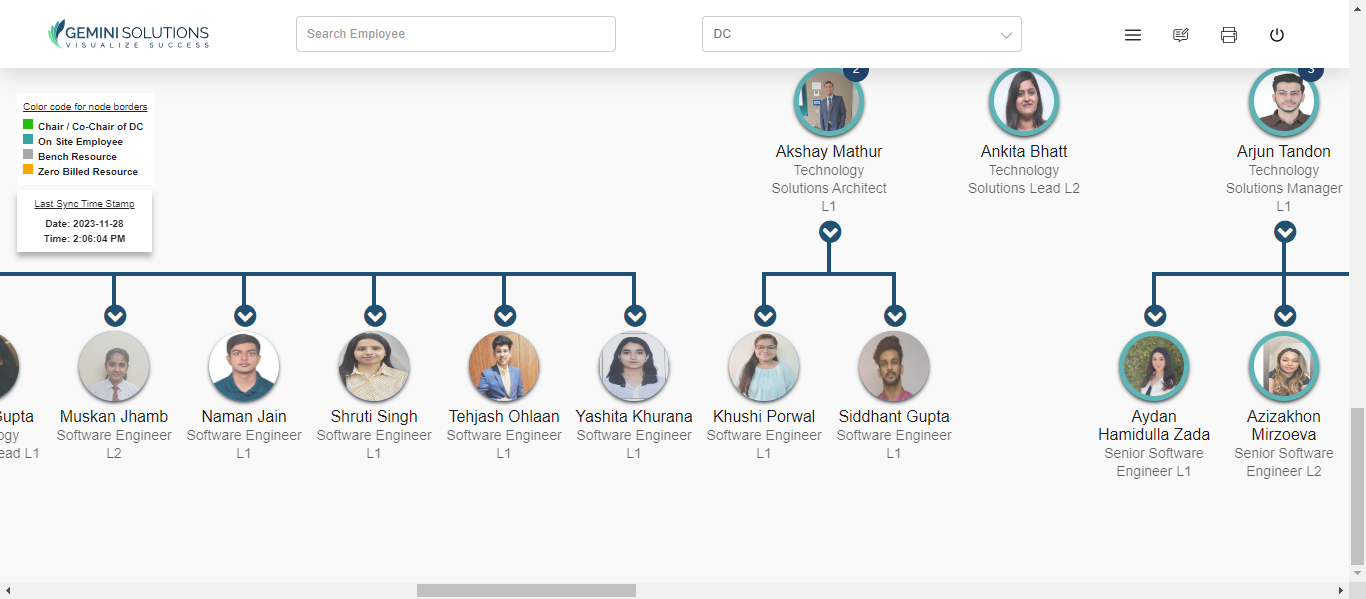 GEMINI SOLUTIONS
VISUALIZE SUCCESS
Search Employee
DC
Color code for node borders
Chair / Co-Chair of DC
On Site Employee
Bench Resource
Zero Billed Resource
Last Sync Time Stamp
Date: 2023-11-28
Time: 2:06:04 PM
2
Akshay Mathur
Technology
Solutions Architect
L1
Ankita Bhatt
Technology
Solutions Lead L2
3
Arjun Tandon
Technology
Solutions Manager
L1
Gupta
ogy
ead L1
Muskan Jhamb
Software Engineer
L2
Naman Jain
Software Engineer
L1
Shruti Singh
Software Engineer
L1
Tehjash Ohlaan
Software Engineer
L1
Yashita Khurana
Software Engineer
L1
Khushi Porwal
Software Engineer
L1
Siddhant Gupta
Software Engineer
L1
Aydan
Hamidulla Zada
Senior Software
Engineer L1
Azizakhon
Mirzoeva
Senior Software
Engineer L2